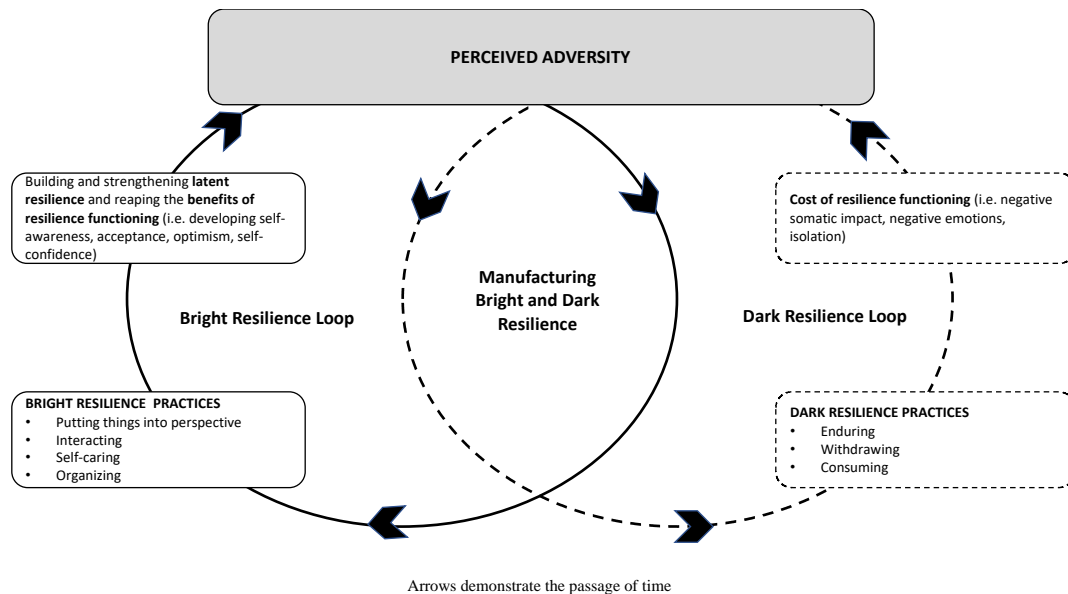 PERCEIVED ADVERSITY
Building and strengthening latent
resilience and reaping the benefits of
resilience functioning (i.e. developing self-
awareness, acceptance, optimism, self-
confidence)
Cost of resilience functioning (i.e. negative
somatic impact, negative emotions,
isolation)
Manufacturing
Bright and Dark
Resilience
Bright Resilience Loop
Dark Resilience Loop
BRIGHT RESILIENCE PRACTICES
• Putting things into perspective
• Interacting
• Self-caring
• Organizing
DARK RESILIENCE PRACTICES
• Enduring
• Withdrawing
• Consuming
Arrows demonstrate the passage of time